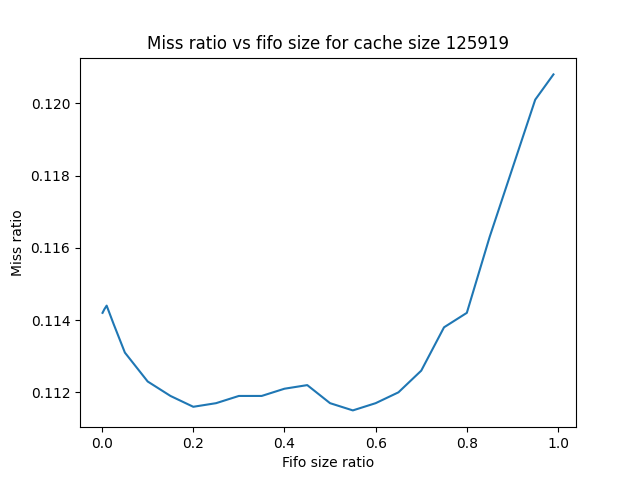 Miss ratio vs fifo size for cache size 125919
0.120
0.118
0.116
0.114
0.112
Miss ratio
0.0 0.2 0.4 0.6 0.8 1.0
Fifo size ratio